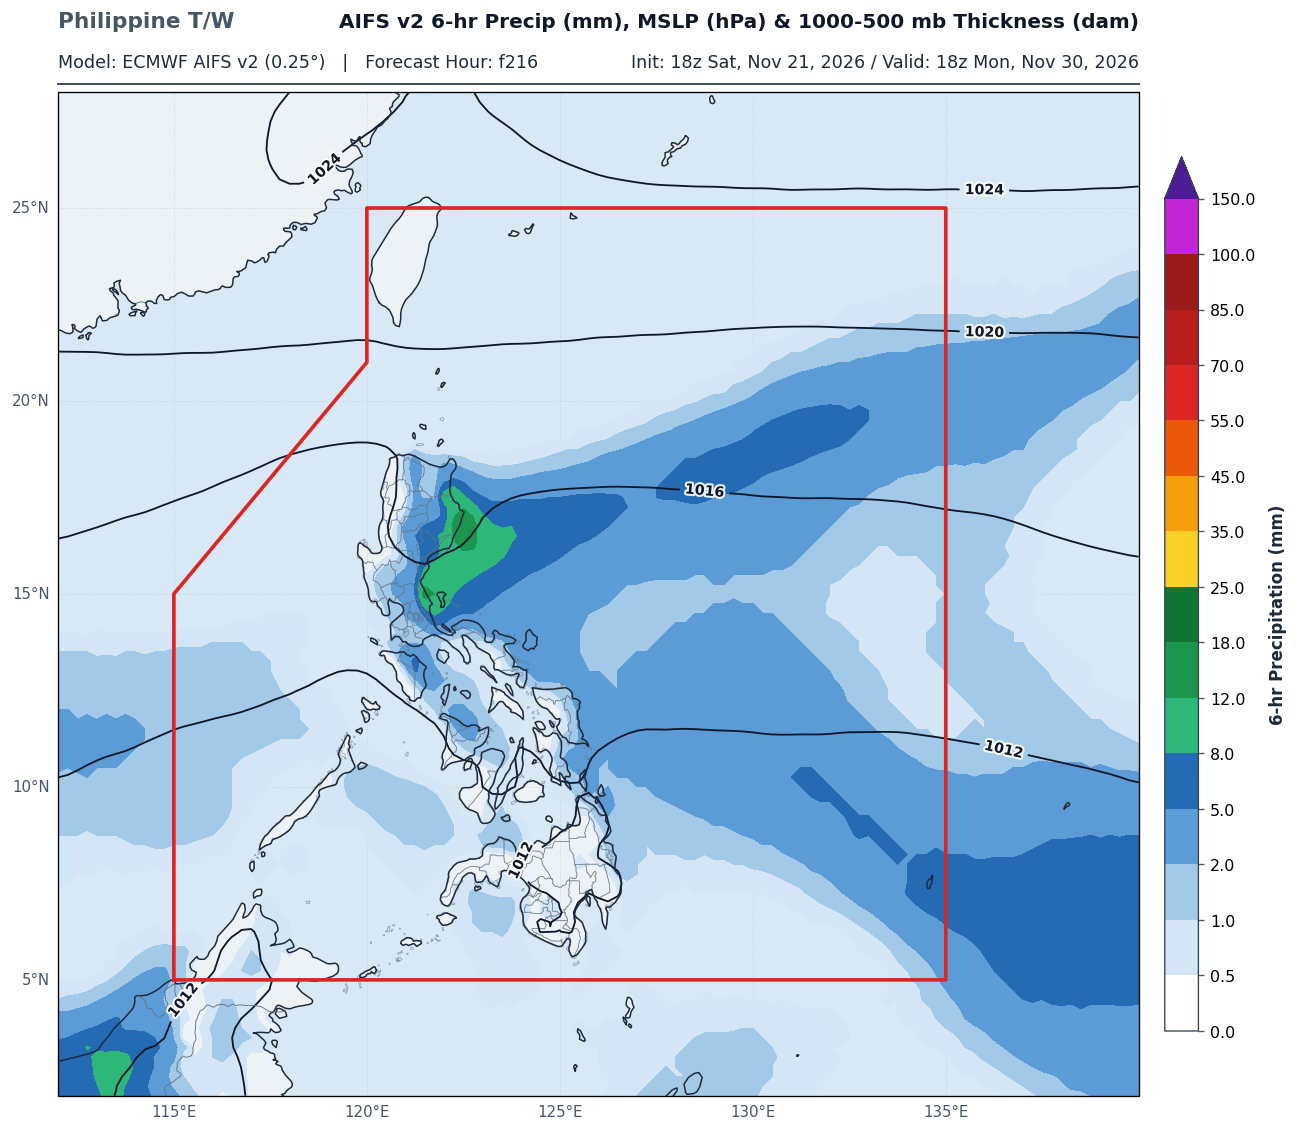 Philippine T/W
AIFS v2 6-hr Precip (mm), MSLP (hPa) & 1000-500 mb Thickness (dam)
Model: ECMWF AIFS v2 (0.25°) | Forecast Hour: f216
Init: 18z Sat, Nov 21, 2026 / Valid: 18z Mon, Nov 30, 2026
1024
1024
1020
1016
1012
1012
1012
25°N
20°N
15°N
10°N
5°N
115°E
120°E
125°E
130°E
135°E
150.0
100.0
85.0
70.0
55.0
45.0
35.0
25.0
18.0
12.0
8.0
5.0
2.0
1.0
0.5
0.0
6-hr Precipitation (mm)